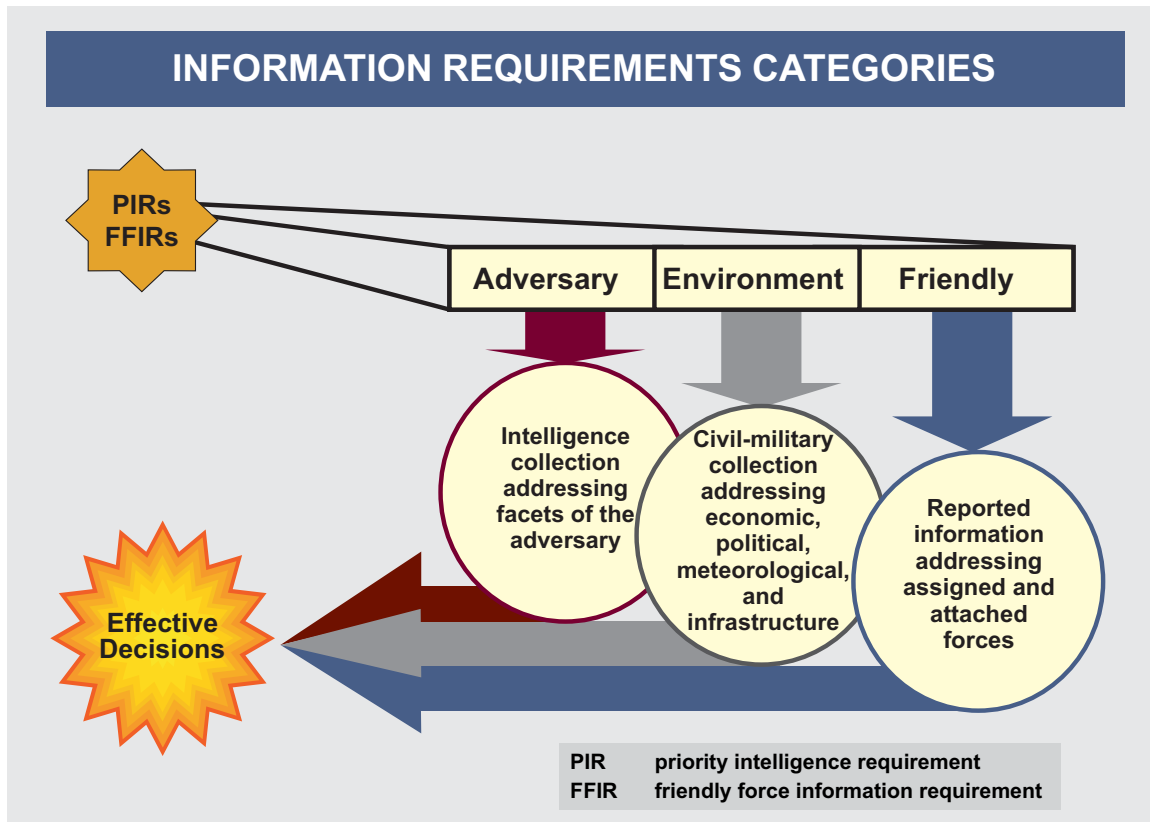 INFORMATION REQUIREMENTS CATEGORIES
PIRs
FFIRs
Adversary
Environment
Friendly
Intelligence
collection
addressing
facets of the
adversary
Civil-military
collection
addressing
economic,
political,
meteorological,
and
infrastructure
Reported
information
addressing
assigned and
attached
forces
Effective
Decisions
PIR priority intelligence requirement
FFIR friendly force information requirement